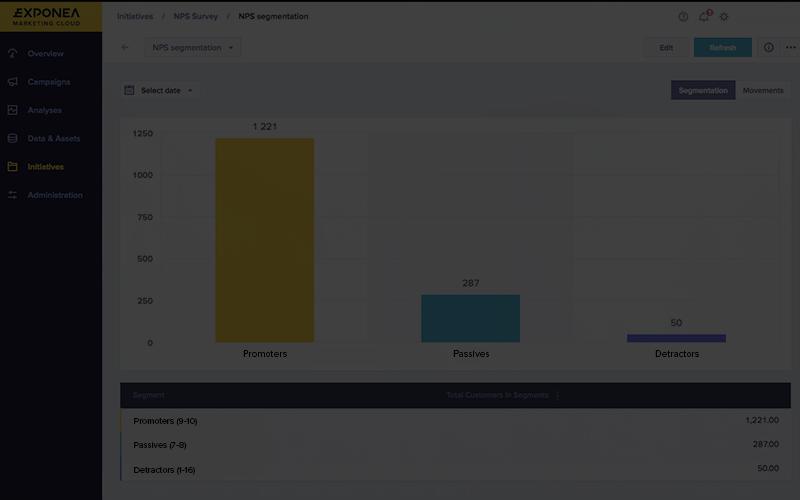 EXPONEA
MARKETING CLOUD
Initiatives / NPS Survey / NPS segmentation
Overview
Campaigns
Analyses
Data & Assets
Initiatives
Administration
NPS segmentation
Edit
Refresh
Select date
Segmentation
Movements
1250
1000
750
500
250
0
1 221
287
50
Promoters
Passives
Detractors
Segment
Total Customers In Segments
Promoters (9-10)
1,221.00
Passives (7-8)
287.00
Detractors (1-16)
50.00